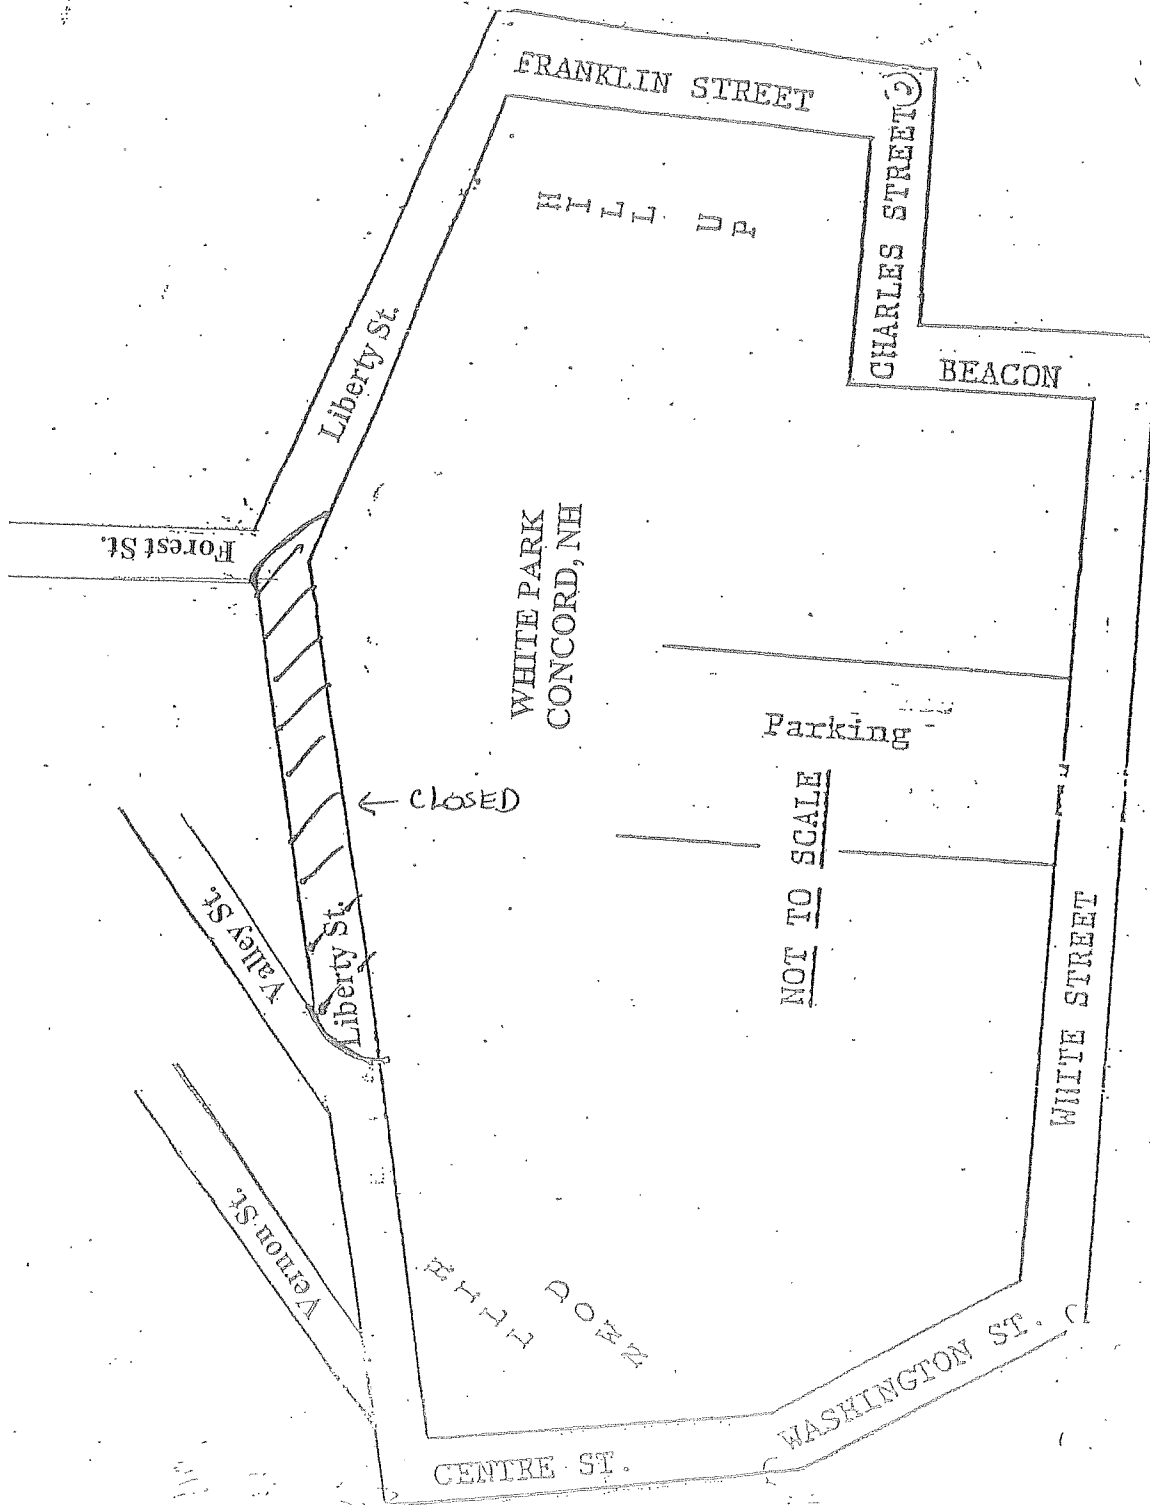 FRANKLIN STREET
CHARLES STREET 2
HILL UP
Liberty St.
BEACON
Forest St.
WHITE PARK
CONCORD, NH
Parking
← CLOSED
NOT TO SCALE
Valley St.
Liberty St.
WHITE STREET
Vernon St.
HILL
DOWN
WASHINGTON ST.
CENTRE ST.